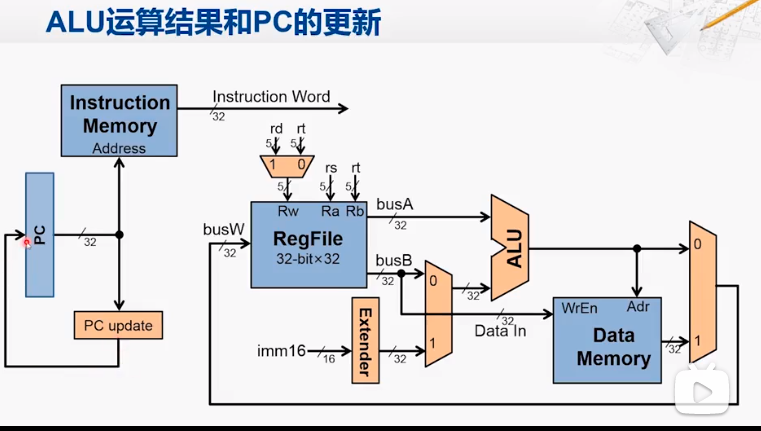 ALU运算结果和PC的更新
Instruction
Memory
Address
Instruction Word
32
rd rt
5 5
1 0
rs rt
5 5 5
Rw Ra Rb
RegFile
32-bit×32
busW
32
busA
32
busB
32
PC
32
PC update
imm16
16
Extender
32
0
1
32
ALU
32
Data In
WrEn Adr
Data
Memory
32
0
1